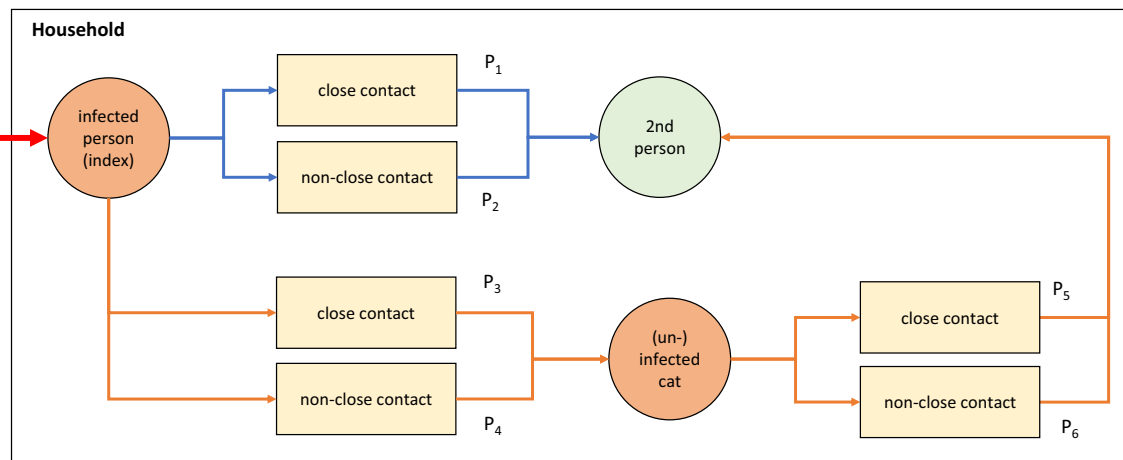 Household
infected
person
(index)
close contact
P1
non-close contact
P2
2nd
person
close contact
P3
non-close contact
P4
(un-)
infected
cat
close contact
P5
non-close contact
P6